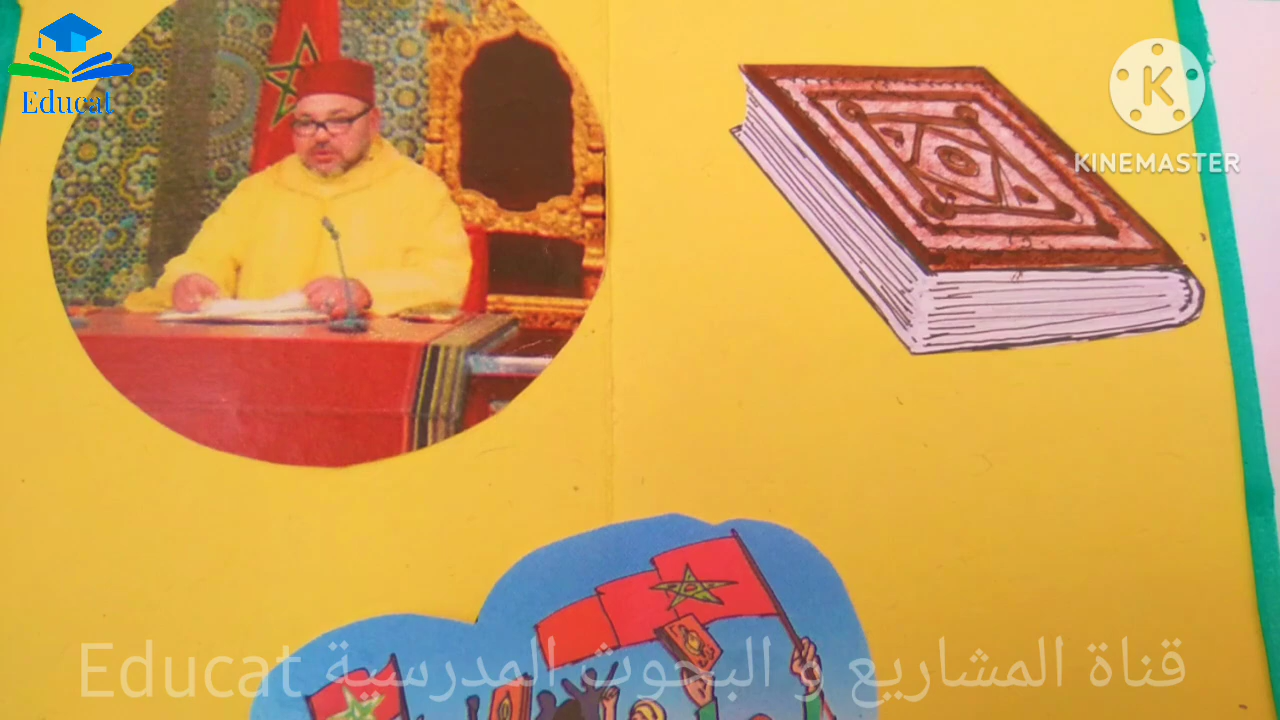 Educat
K
KINEMASTER
قناة المشاريع و البحوث المدرسية Educat